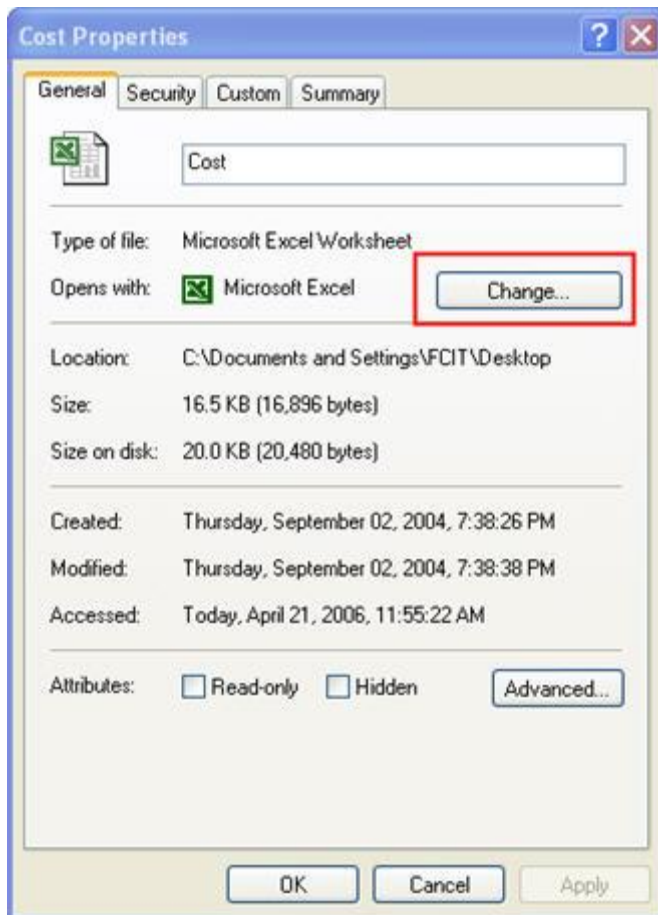 Cost Properties
General Security Custom Summary
Cost
Type of file: Microsoft Excel Worksheet
Opens with: Microsoft Excel Change...
Location: C:\Documents and Settings\FCIT\Desktop
Size: 16.5 KB (16,896 bytes)
Size on disk: 20.0 KB (20,480 bytes)
Created: Thursday, September 02, 2004, 7:38:26 PM
Modified: Thursday, September 02, 2004, 7:38:38 PM
Accessed: Today, April 21, 2006, 11:55:22 AM
Attributes: Read-only Hidden Advanced...
OK Cancel Apply